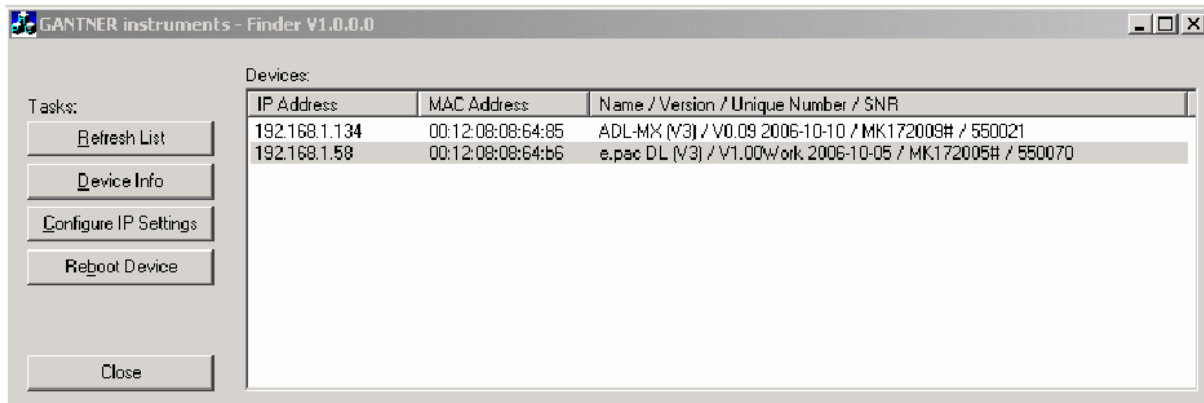 GANTNER instruments - Finder V1.0.0.0
Devices:
Tasks:
IP Address MAC Address Name / Version / Unique Number / SNR
192.168.1.134 00:12:08:08:64:85 ADL-MX (V3) / V0.09 2006-10-10 / MK172009# / 550021
192.168.1.58 00:12:08:08:64:b6 e.pac DL (V3) / V1.00Work 2006-10-05 / MK172005# / 550070
Refresh List
Device Info
Configure IP Settings
Reboot Device
Close